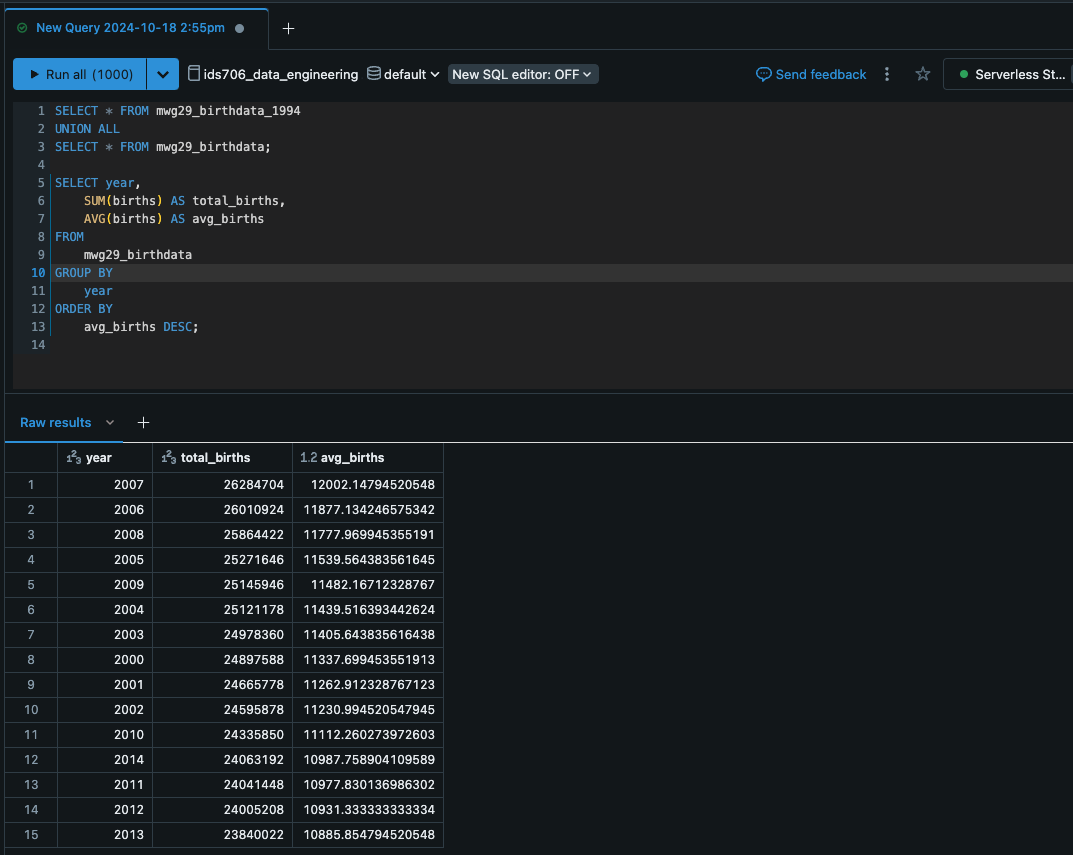 New Query 2024-10-18 2:55pm
Run all (1000) ids706_data_engineering default New SQL editor: OFF Send feedback Serverless St...
1 SELECT * FROM mwg29_birthdata_1994
2 UNION ALL
3 SELECT * FROM mwg29_birthdata;
4
5 SELECT year,
6 SUM(births) AS total_births,
7 AVG(births) AS avg_births
8 FROM
9 mwg29_birthdata
10 GROUP BY
11 year
12 ORDER BY
13 avg_births DESC;
14
Raw results
123 year 123 total_births 1.2 avg_births
1 2007 26284704 12002.14794520548
2 2006 26010924 11877.134246575342
3 2008 25864422 11777.969945355191
4 2005 25271646 11539.564383561645
5 2009 25145946 11482.16712328767
6 2004 25121178 11439.516393442624
7 2003 24978360 11405.643835616438
8 2000 24897588 11337.699453551913
9 2001 24665778 11262.912328767123
10 2002 24595878 11230.994520547945
11 2010 24335850 11112.260273972603
12 2014 24063192 10987.758904109589
13 2011 24041448 10977.830136986302
14 2012 24005208 10931.333333333334
15 2013 23840022 10885.854794520548